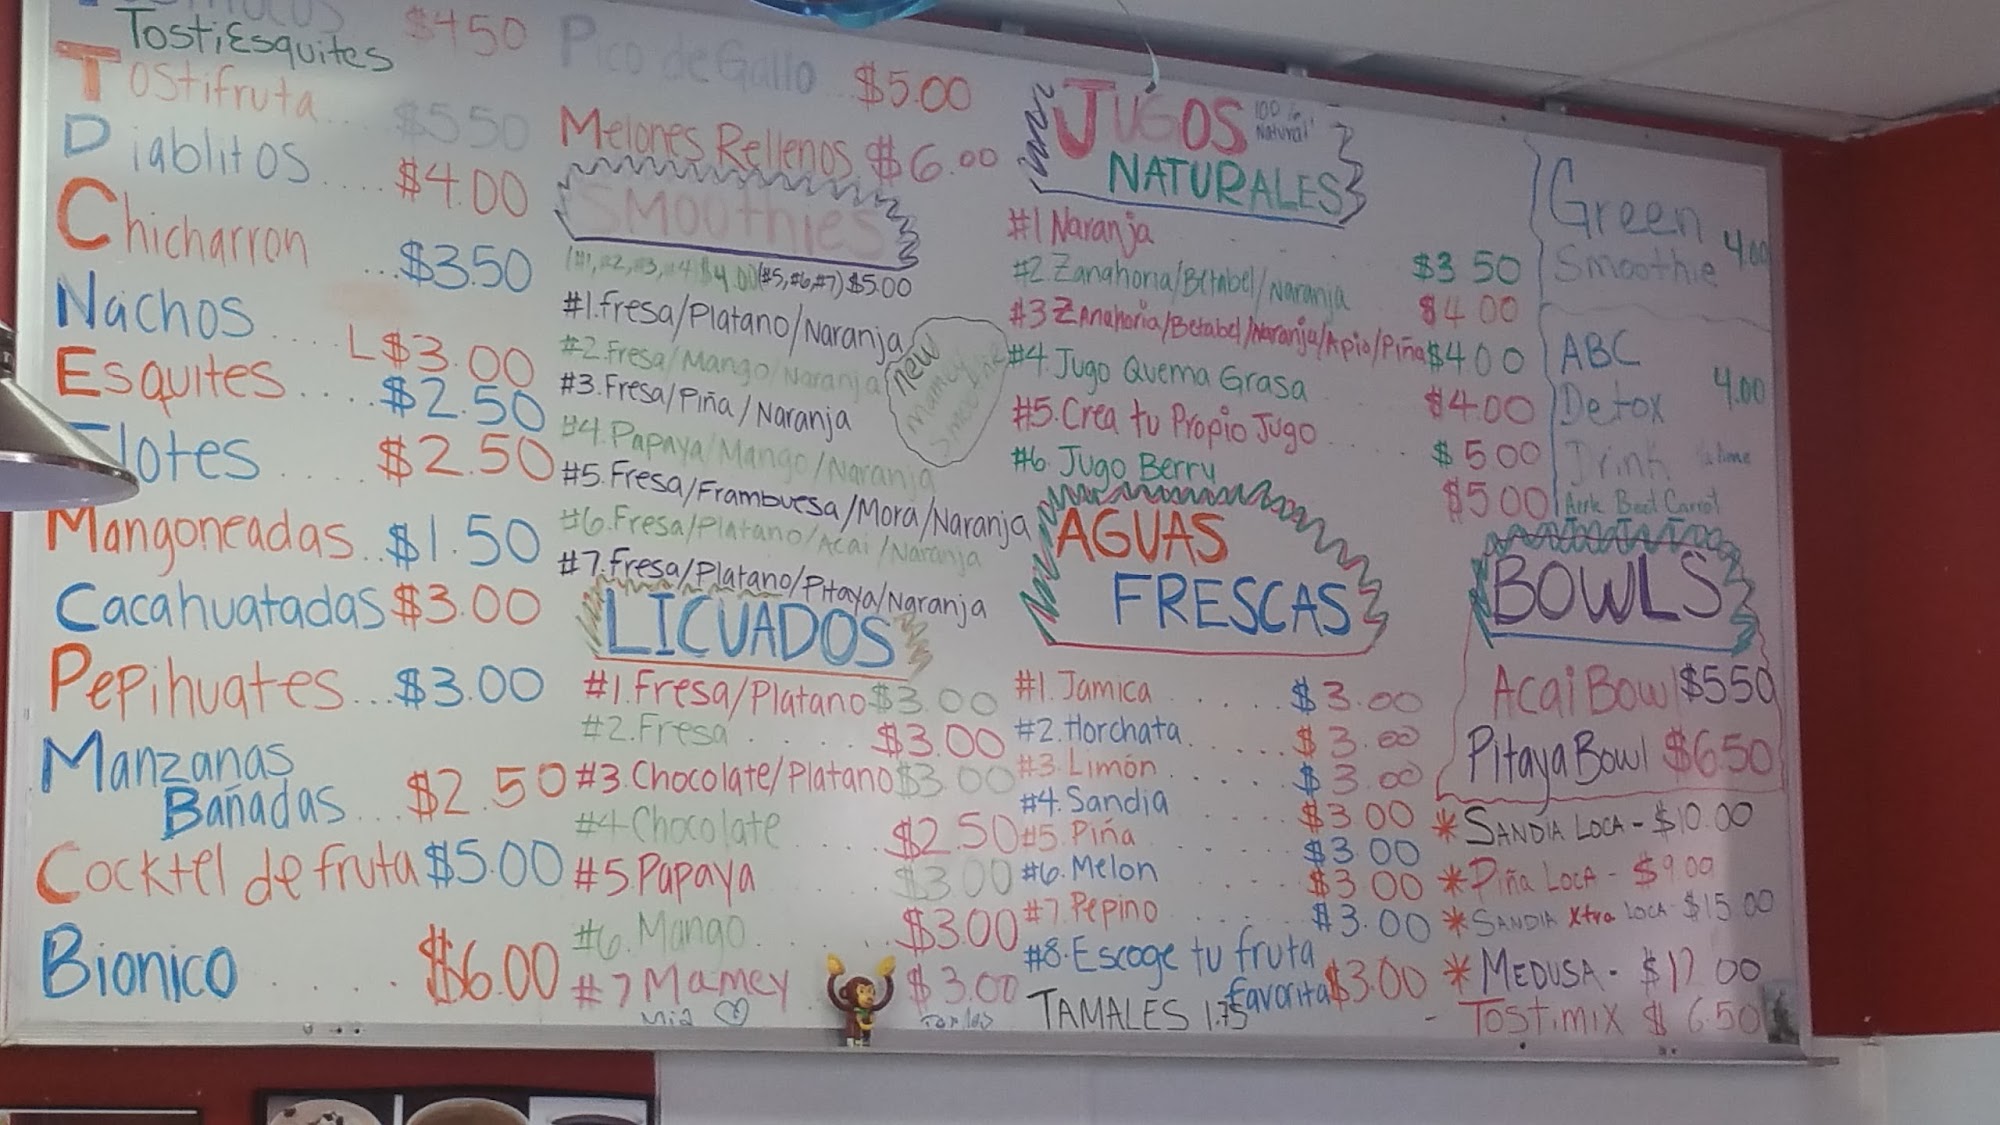 TostiEsquites $450
Tostifruta... $550
Diablitos.... $4.00
Chicharron ...$3.50
Nachos.... L$3.00
Esquites.... $2.50
Elotes.... $2.50
Mangoneadas..$1.50
Cacahuatadas $3.00
Pepihuates...$3.00
Manzanas
Bañadas... $2.50
Cocktel de fruta $5.00
Bionico.... $6.00
Pico de Gallo.. $5.00
Melones Rellenos $6.00
SMOOTHIES
(#1,#2,#3,#4)$4.00(#5,#6,#7)$5.00
#1.fresa/Platano/Naranja
#2.Fresa/Mango/Naranja
#3.Fresa/Piña/Naranja
#4.Papaya/Mango/Naranja
#5.Fresa/Frambuesa/Mora/Naranja
#6.Fresa/Platano/Acai/Naranja
#7.fresa/Platano/Pitaya/Naranja
new
mamey
Smoothie
LICUADOS
#1.Fresa/Platano $3.00
#2.Fresa.... $3.00
#3.Chocolate/Platano $3.00
#4 Chocolate.... $2.50
#5.Papaya $3.00
#6.Mango..... $3.00
#7 Mamey $3.00
Mia
JUGOS 100% Natural
NATURALES
#1 Naranja $3 50
#2.Zanahoria/Betabel/Naranja $4 00
#3 Zanahoria/Betabel/Naranja/Apio/Piña $400
#4.Jugo Quema Grasa $4.00
#5.Crea tu Propio Jugo $500
#6. Jugo Berry $5.00
AGUAS
FRESCAS
#1.Jamica..... $3.00
#2.Horchata..... $3.00
#3.Limón.... $3.00
#4.Sandia.... $3.00
#5.Piña.... $3.00
#6.Melon.... $3.00
#7.Pepino.... $3.00
#8.Escoge tu fruta
favorita $3.00
TAMALES 1.75
Green
Smoothie 4.00
ABC
Detox 4.00
Drink
Beet Carrot
BOWLS
Acai Bowl $550
Pitaya Bowl $6.50
*SANDIA LOCA - $10.00
*PIÑA LOCA - $9.00
*SANDIA Xtra LOCA- $15.00
*MEDUSA - $12.00
- TOSTIMIX $6.50